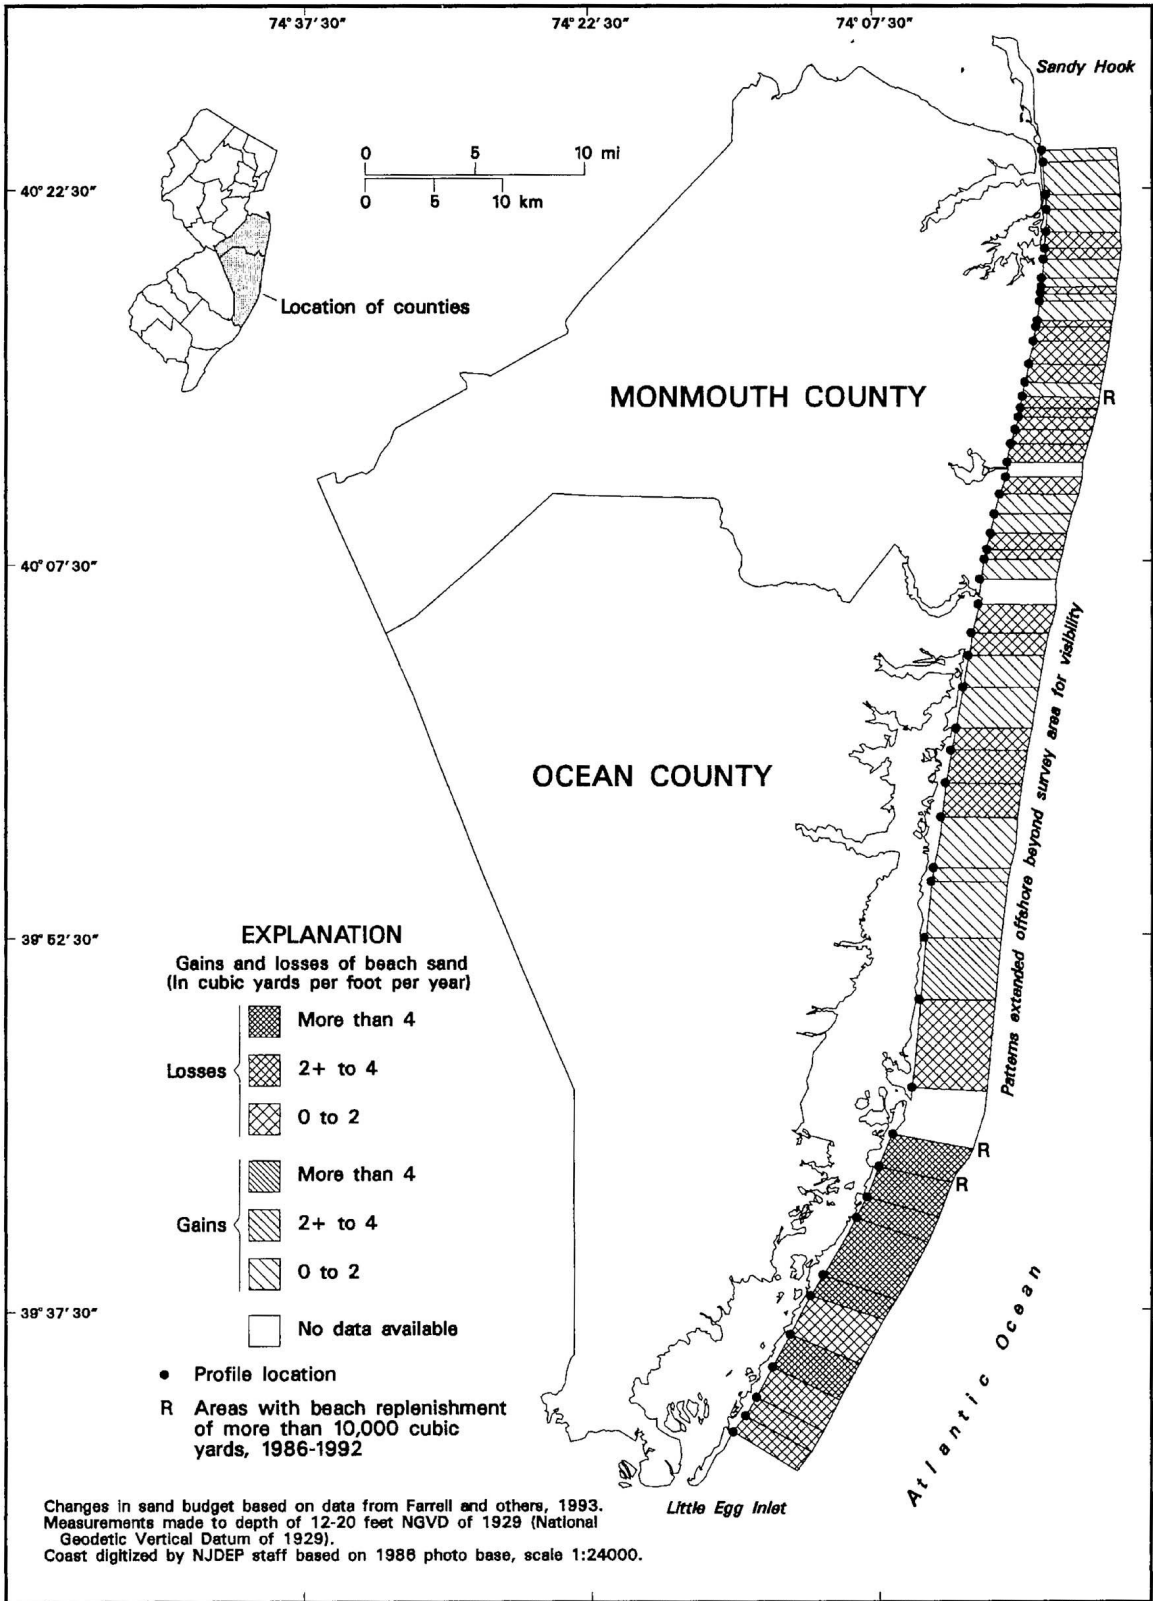 74° 37' 30"
74° 22' 30"
74° 07' 30"
Sandy Hook
0 5 10 mi
0 5 10 km
40° 22' 30"
Location of counties
MONMOUTH COUNTY
R
40° 07' 30"
OCEAN COUNTY
Patterns extended offshore beyond survey area for visibility
39° 52' 30"
EXPLANATION
Gains and losses of beach sand
(In cubic yards per foot per year)
Losses
More than 4
2+ to 4
0 to 2
Gains
More than 4
2+ to 4
0 to 2
No data available
Profile location
R Areas with beach replenishment
of more than 10,000 cubic
yards, 1986-1992
R
R
39° 37' 30"
Atlantic Ocean
Little Egg Inlet
Changes in sand budget based on data from Farrell and others, 1993.
Measurements made to depth of 12-20 feet NGVD of 1929 (National
Geodetic Vertical Datum of 1929).
Coast digitized by NJDEP staff based on 1986 photo base, scale 1:24000.